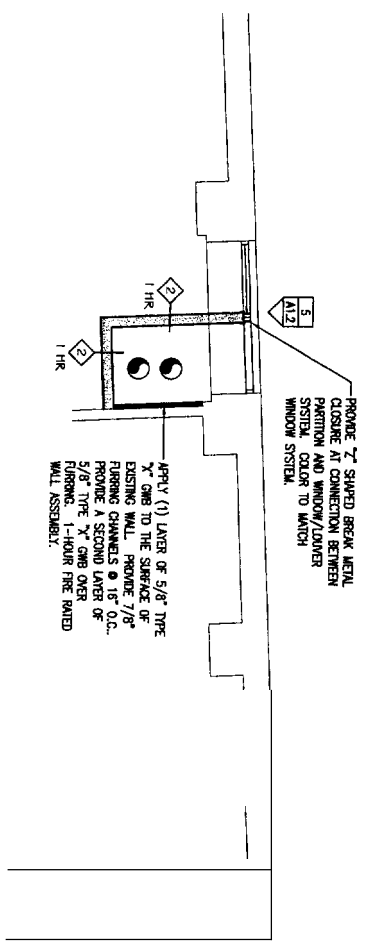 PROVIDE "Z" SHAPED BREAK METAL
CLOSURE AT CONNECTION BETWEEN
PARTITION AND WINDOW/LOUVER
SYSTEM. COLOR TO MATCH
WINDOW SYSTEM.
5
A1.2
2
1 HR
2
1 HR
APPLY (1) LAYER OF 5/8" TYPE
"X" GWB TO THE SURFACE OF
EXISTING WALL. PROVIDE 7/8"
FURRING CHANNELS @ 16" O.C..
PROVIDE A SECOND LAYER OF
5/8" TYPE "X" GWB OVER
FURRING. 1-HOUR FIRE RATED
WALL ASSEMBLY.